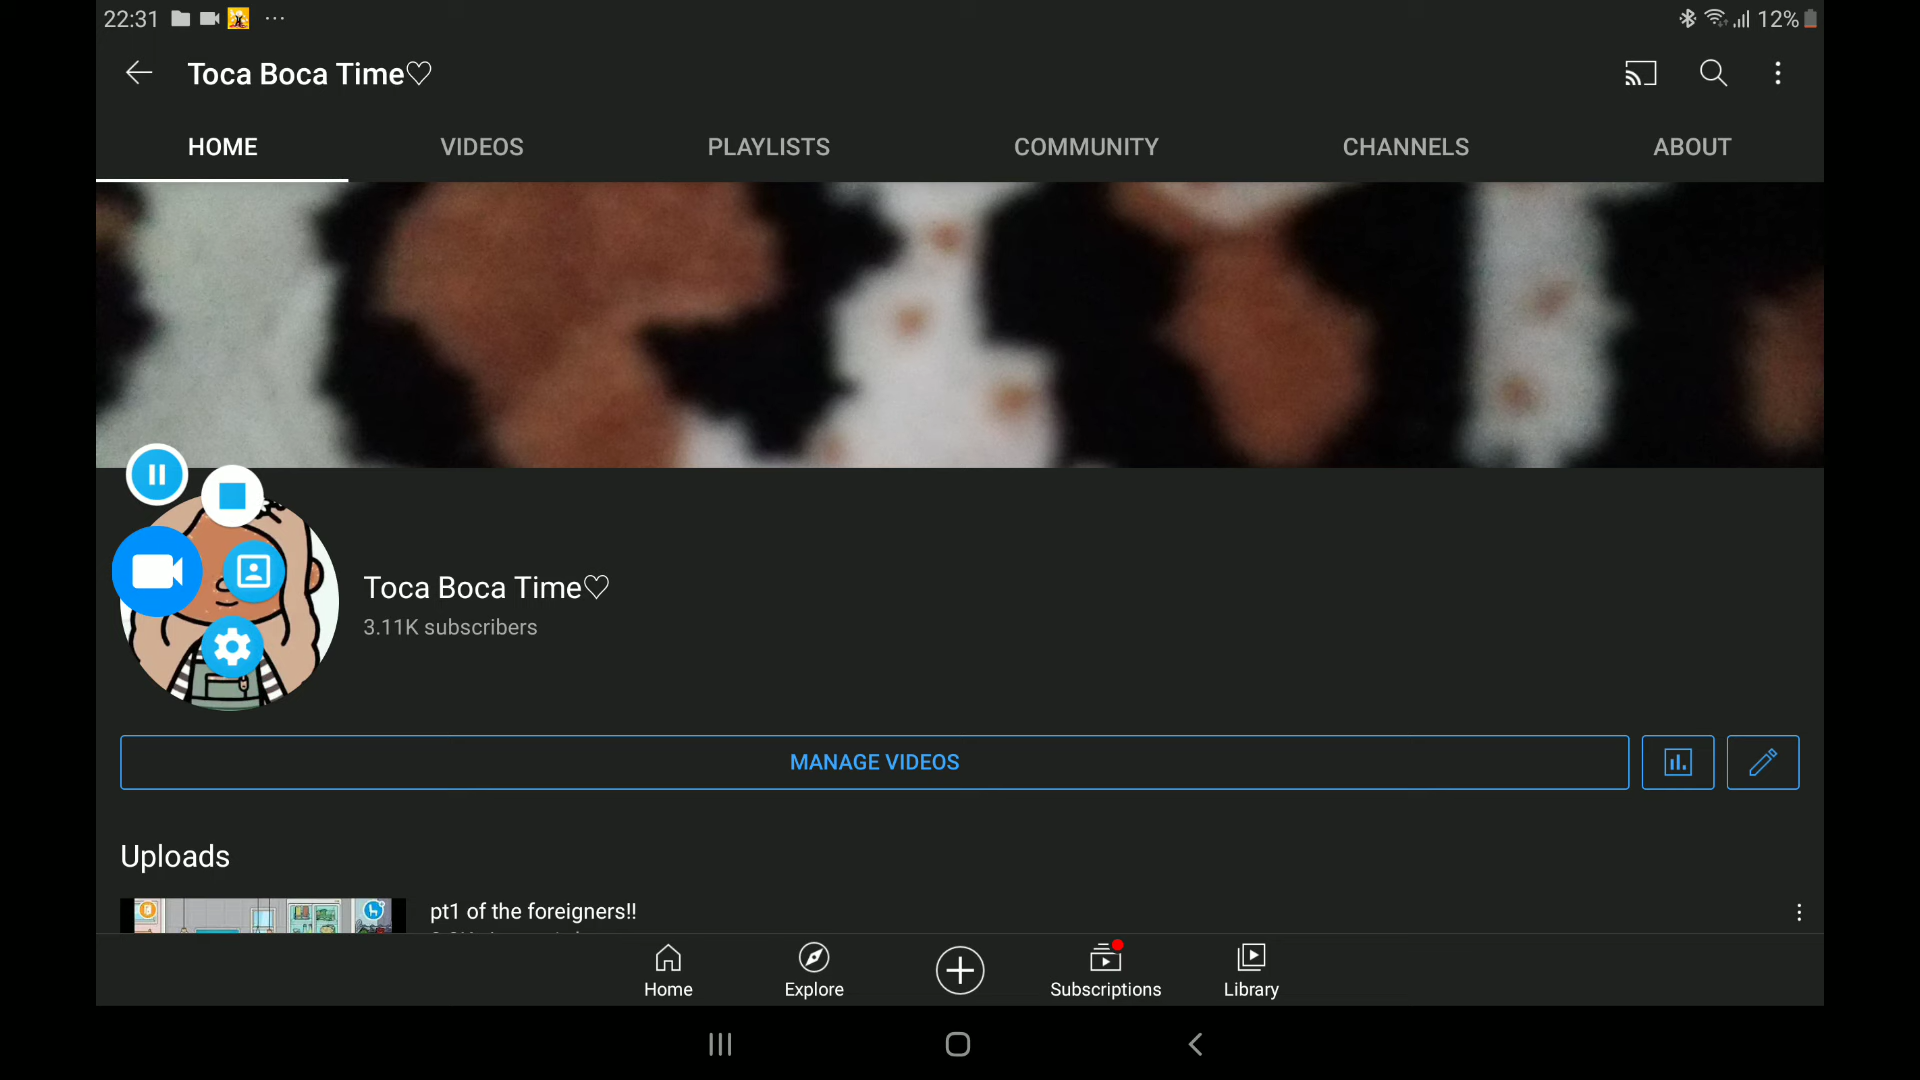 22:31
12%
Toca Boca Time♡
HOME VIDEOS PLAYLISTS COMMUNITY CHANNELS ABOUT
Toca Boca Time♡
3.11K subscribers
MANAGE VIDEOS
Uploads
pt1 of the foreigners!!
Home Explore Subscriptions Library